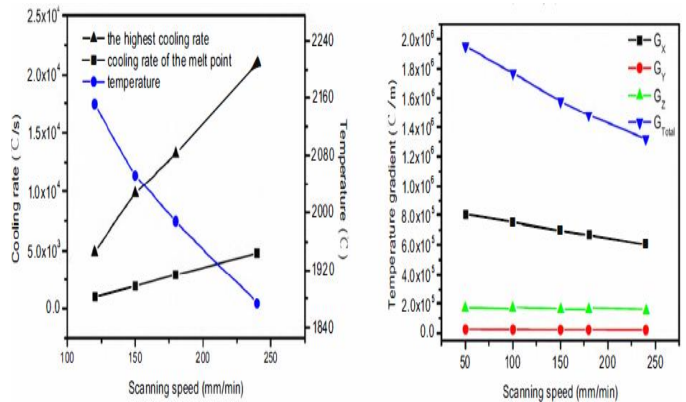 2.5x10⁴
2.0x10⁴
1.5x10⁴
1.0x10⁴
5.0x10³
0.0
Cooling rate(C/s)
the highest cooling rate
cooling rate of the melt point
temperature
2240
2160
2080
2000
1920
1840
Temperature (C)
100 150 200 250 300
Scanning speed (mm/min)
2.0x10⁶
1.8x10⁶
1.6x10⁶
1.4x10⁶
1.2x10⁶
1.0x10⁶
8.0x10⁵
6.0x10⁵
4.0x10⁵
2.0x10⁵
0.0
Temperature gradient(C/m)
G_X
G_Y
G_Z
G_Total
50 100 150 200 250
Scanning speed (mm/min)